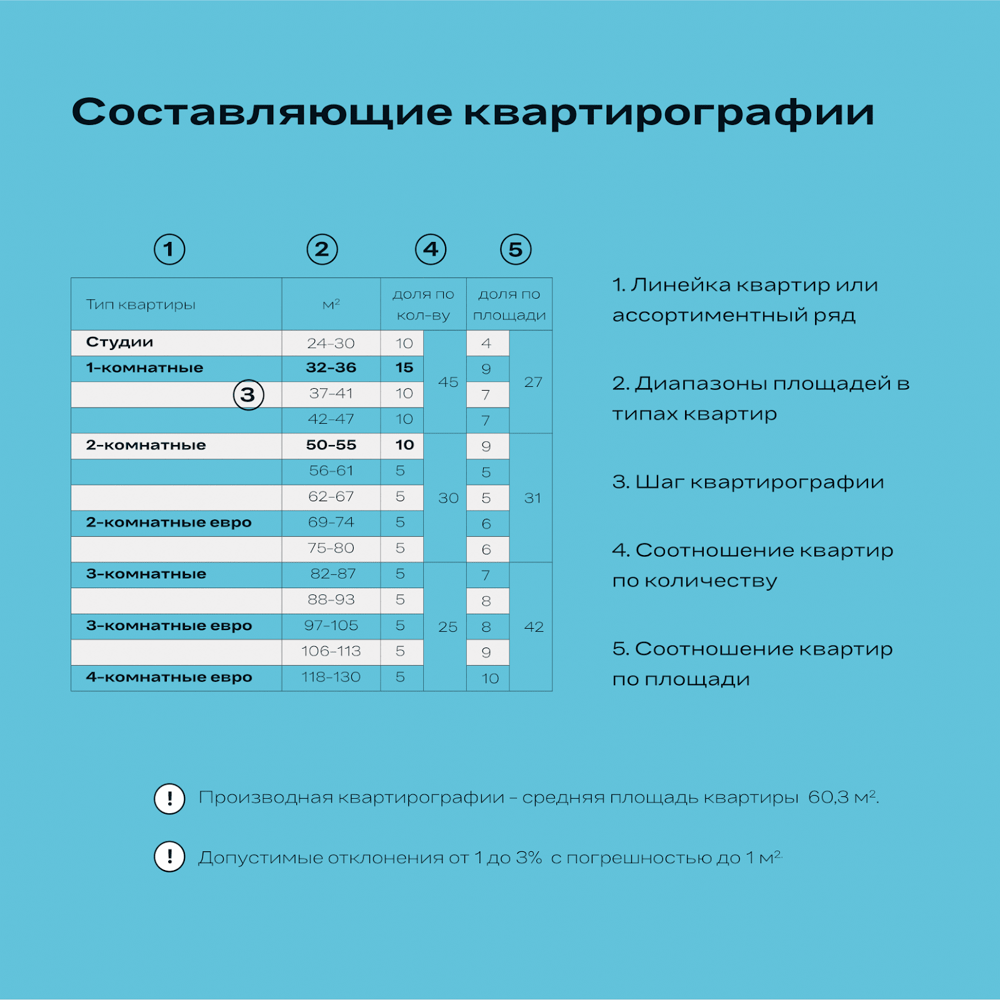 Составляющие квартирографии
1 2 4 5
Тип квартиры м² доля по кол-ву доля по площади
Студии 24-30 10 4
1-комнатные 32-36 15 9
45 27
3 37-41 10 7
42-47 10 7
2-комнатные 50-55 10 9
56-61 5 5
62-67 5 30 5 31
2-комнатные евро 69-74 5 6
75-80 5 6
3-комнатные 82-87 5 7
88-93 5 8
3-комнатные евро 97-105 5 25 8 42
106-113 5 9
4-комнатные евро 118-130 5 10
1. Линейка квартир или
ассортиментный ряд
2. Диапазоны площадей в
типах квартир
3. Шаг квартирографии
4. Соотношение квартир
по количеству
5. Соотношение квартир
по площади
! Производная квартирографии - средняя площадь квартиры 60,3 м².
! Допустимые отклонения от 1 до 3% с погрешностью до 1 м².